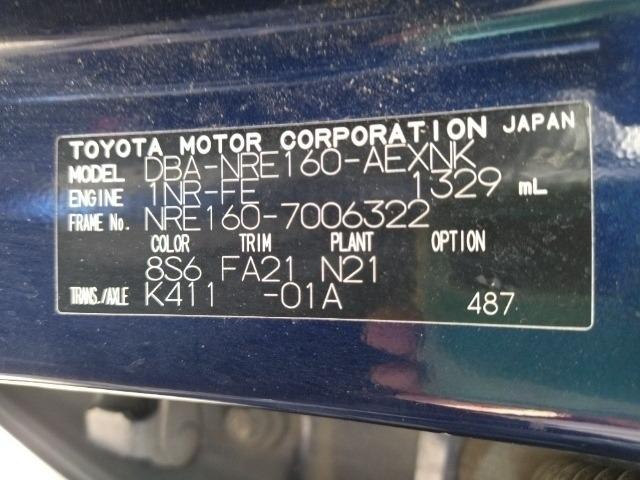 TOYOTA MOTOR CORPORATION JAPAN
MODEL DBA-NRE160-AEXNK
ENGINE 1NR-FE 1329 mL
FRAME No. NRE160-7006322
COLOR TRIM PLANT OPTION
8S6 FA21 N21
TRANS./AXLE K411 -01A 487